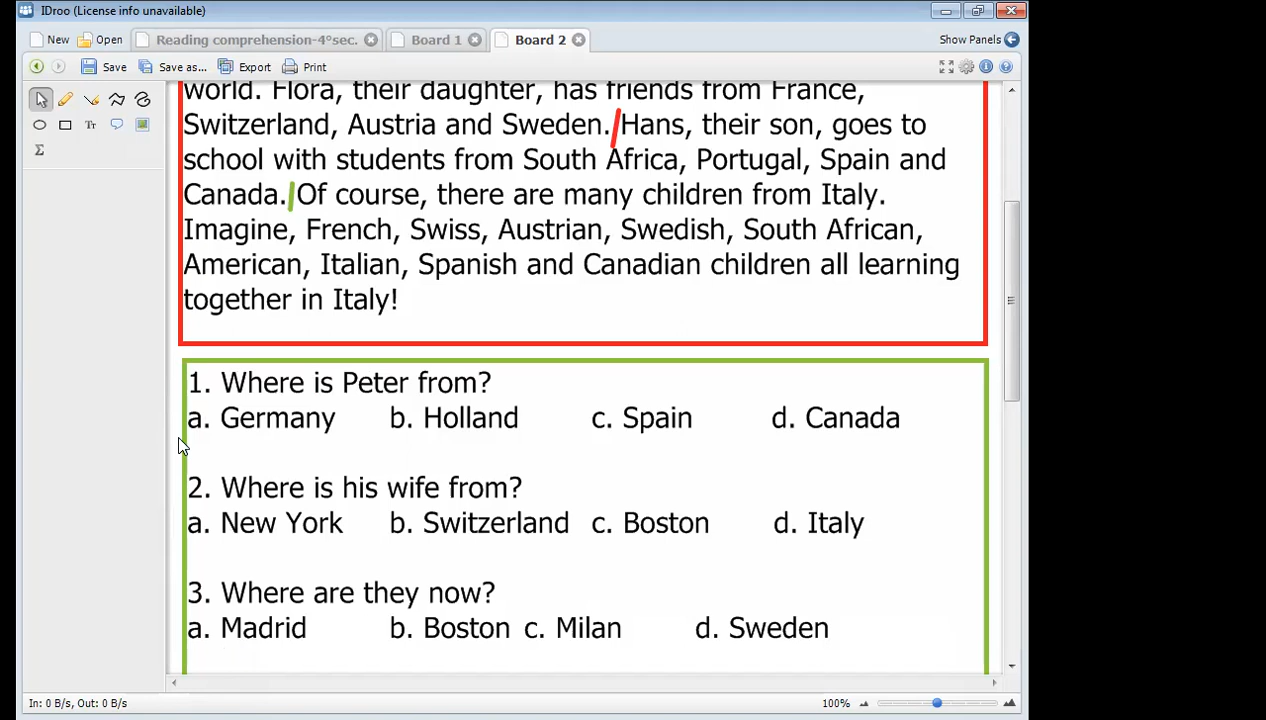 IDroo (License info unavailable)
New Open Reading comprehension-4°sec. Board 1 Board 2 Show Panels
Save Save as... Export Print
Tr
Σ
world. Flora, their daughter, has friends from France,
Switzerland, Austria and Sweden. Hans, their son, goes to
school with students from South Africa, Portugal, Spain and
Canada. Of course, there are many children from Italy.
Imagine, French, Swiss, Austrian, Swedish, South African,
American, Italian, Spanish and Canadian children all learning
together in Italy!
1. Where is Peter from?
a. Germany b. Holland c. Spain d. Canada
2. Where is his wife from?
a. New York b. Switzerland c. Boston d. Italy
3. Where are they now?
a. Madrid b. Boston c. Milan d. Sweden
In: 0 B/s, Out: 0 B/s 100%